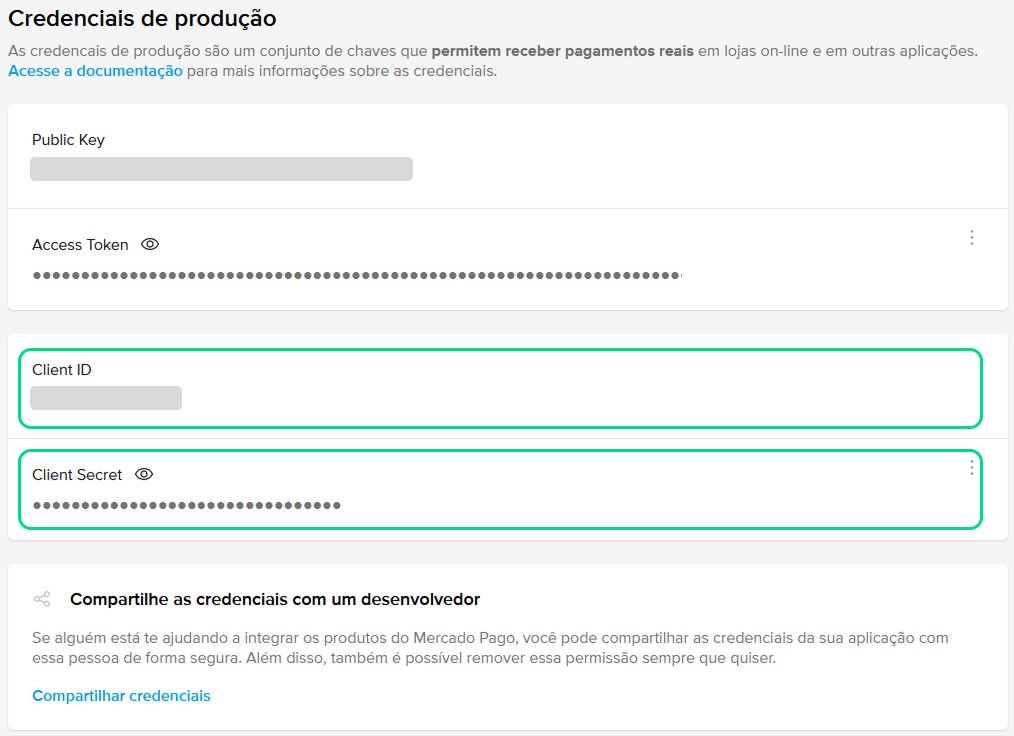 Credenciais de produção
As credencais de produção são um conjunto de chaves que permitem receber pagamentos reais em lojas on-line e em outras aplicações.
Acesse a documentação para mais informações sobre as credenciais.
Public Key
Access Token
Client ID
Client Secret
Compartilhe as credenciais com um desenvolvedor
Se alguém está te ajudando a integrar os produtos do Mercado Pago, você pode compartilhar as credenciais da sua aplicação com
essa pessoa de forma segura. Além disso, também é possível remover essa permissão sempre que quiser.
Compartilhar credenciais